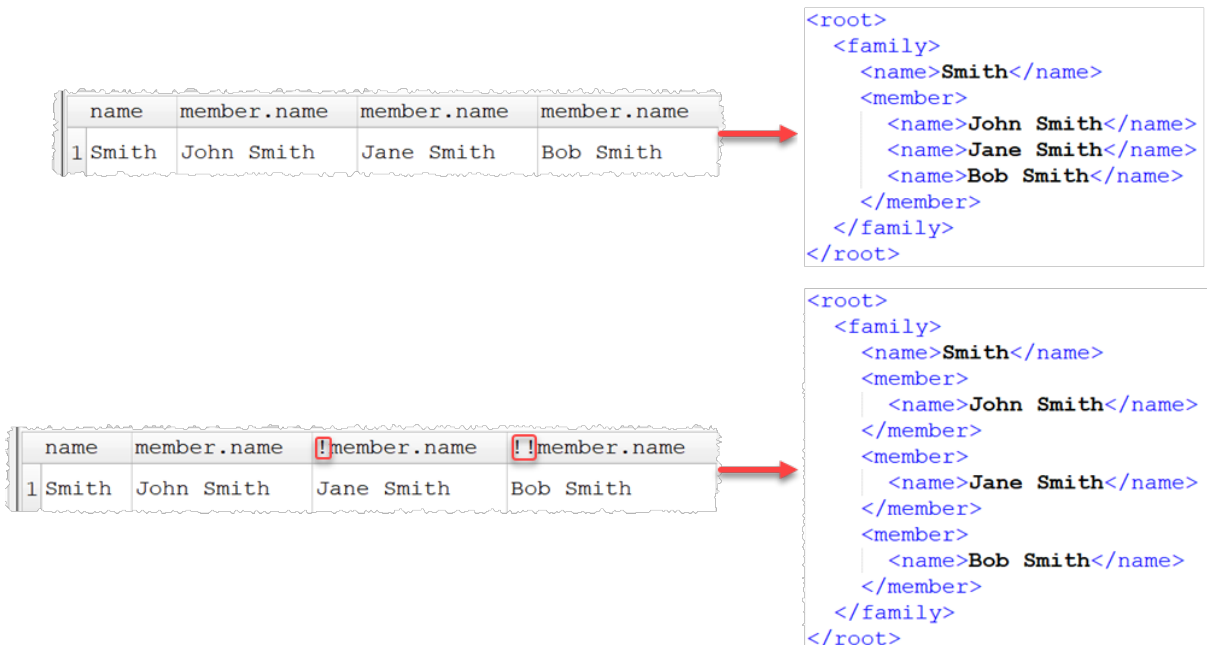 name member.name member.name member.name
1 Smith John Smith Jane Smith Bob Smith
<root>
<family>
<name>Smith</name>
<member>
<name>John Smith</name>
<name>Jane Smith</name>
<name>Bob Smith</name>
</member>
</family>
</root>
name member.name !member.name !!member.name
1 Smith John Smith Jane Smith Bob Smith
<root>
<family>
<name>Smith</name>
<member>
<name>John Smith</name>
</member>
<member>
<name>Jane Smith</name>
</member>
<member>
<name>Bob Smith</name>
</member>
</family>
</root>